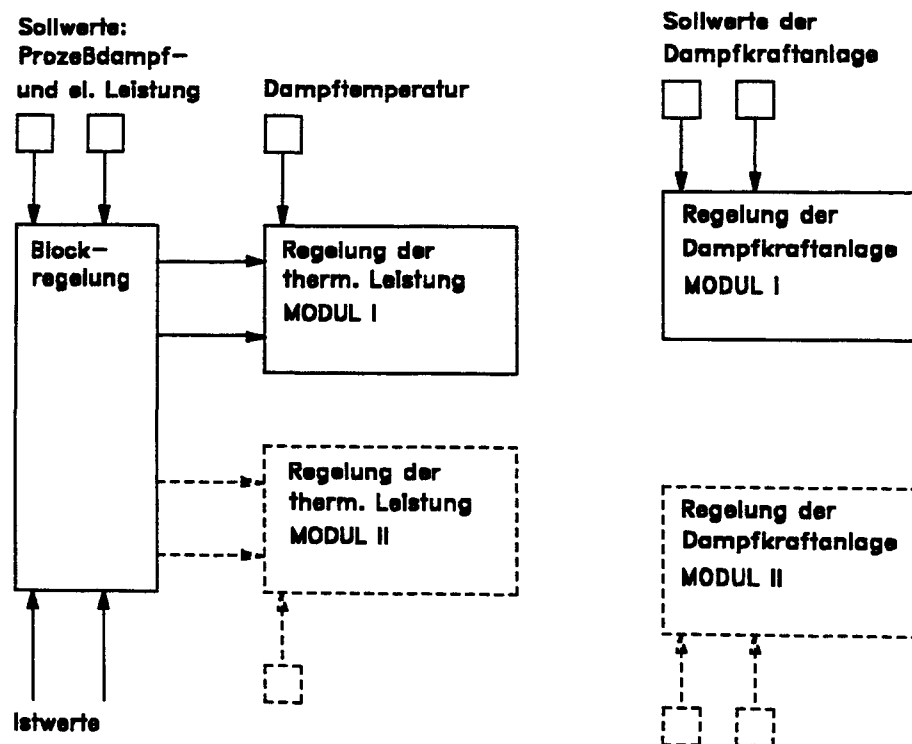 Sollwerte:
Prozeßdampf-
und el. Leistung
Dampftemperatur
Sollwerte der
Dampfkraftanlage
Block-
regelung
Regelung der
therm. Leistung
MODUL I
Regelung der
Dampfkraftanlage
MODUL I
Regelung der
therm. Leistung
MODUL II
Regelung der
Dampfkraftanlage
MODUL II
Istwerte